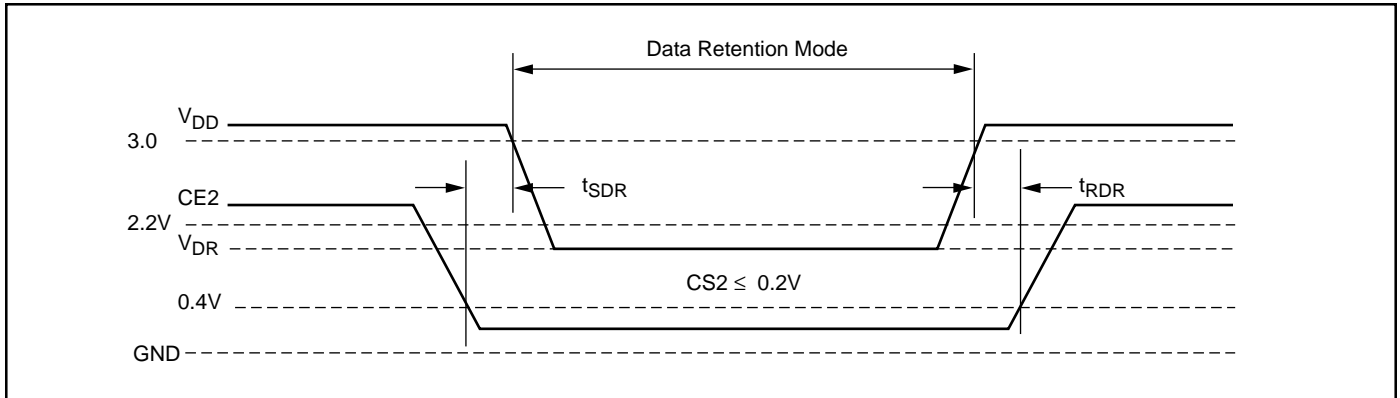 Data Retention Mode
VDD
3.0
tSDR
tRDR
CE2
2.2V
VDR
CS2 ≤ 0.2V
0.4V
GND